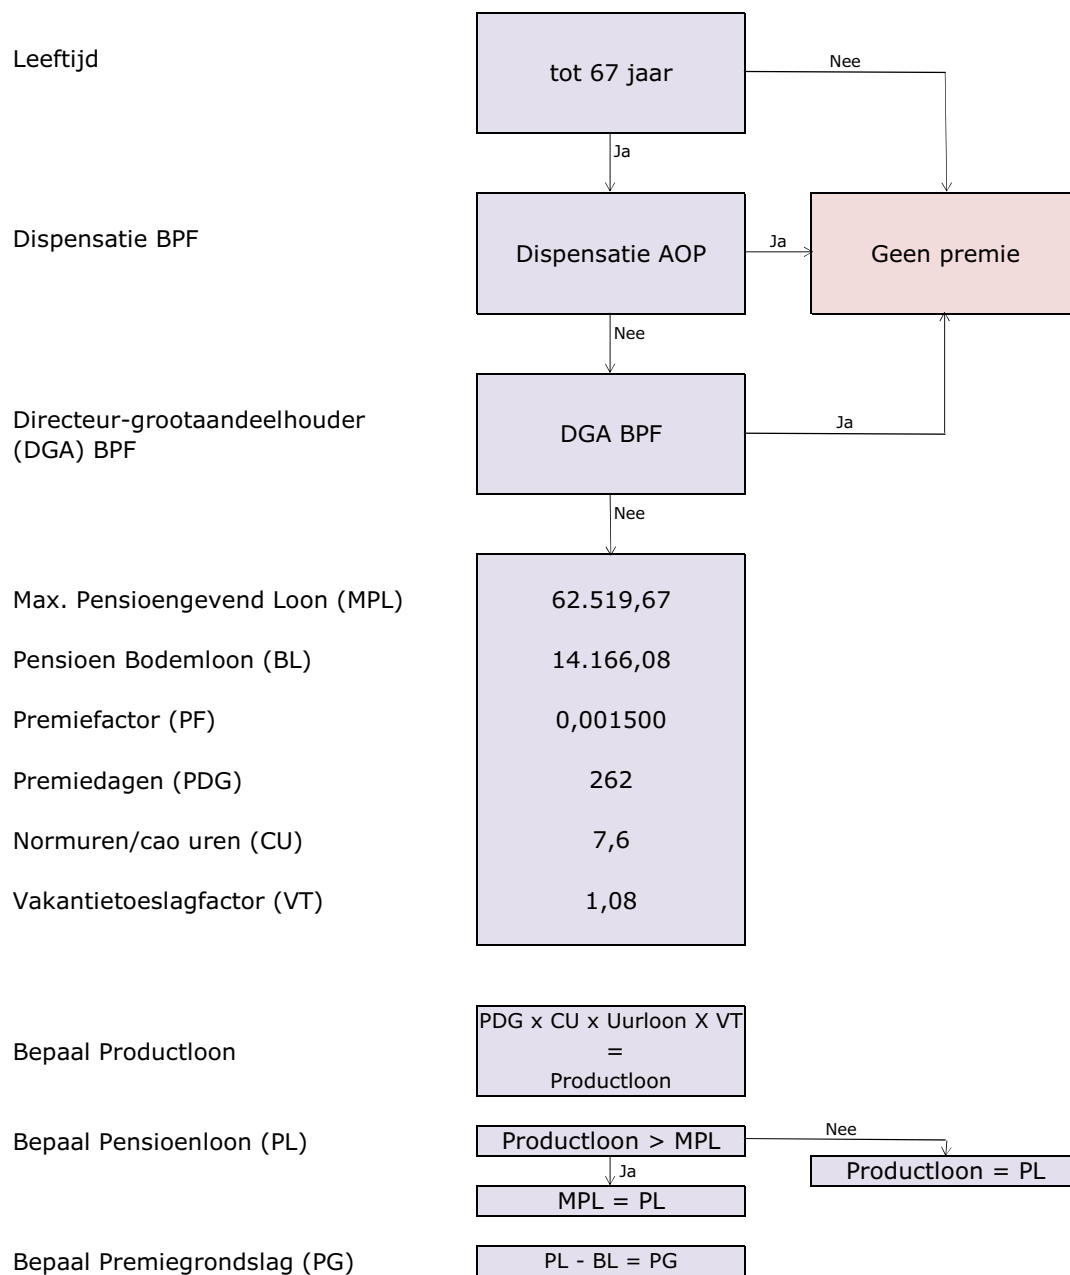 Leeftijd
tot 67 jaar
Nee
Ja
Dispensatie BPF
Dispensatie AOP
Ja
Geen premie
Nee
Directeur-grootaandeelhouder
(DGA) BPF
DGA BPF
Ja
Nee
Max. Pensioengevend Loon (MPL)
62.519,67
Pensioen Bodemloon (BL)
14.166,08
Premiefactor (PF)
0,001500
Premiedagen (PDG)
262
Normuren/cao uren (CU)
7,6
Vakantietoeslagfactor (VT)
1,08
Bepaal Productloon
PDG x CU x Uurloon X VT
=
Productloon
Bepaal Pensioenloon (PL)
Productloon > MPL
Nee
Productloon = PL
Ja
MPL = PL
Bepaal Premiegrondslag (PG)
PL - BL = PG